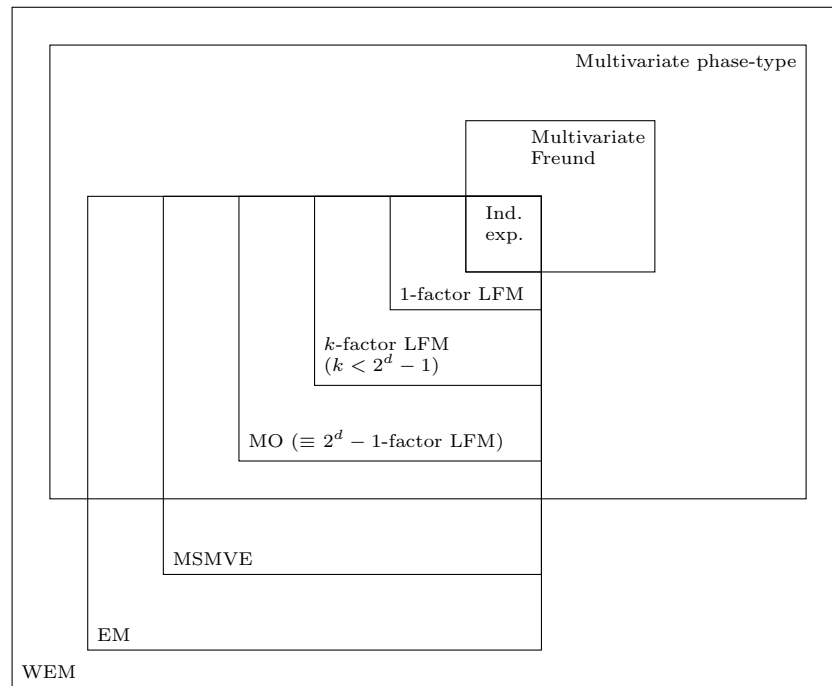 Multivariate phase-type
Multivariate
Freund
Ind.
exp.
1-factor LFM
k-factor LFM
(k < 2^d − 1)
MO (≡ 2^d − 1-factor LFM)
MSMVE
EM
WEM